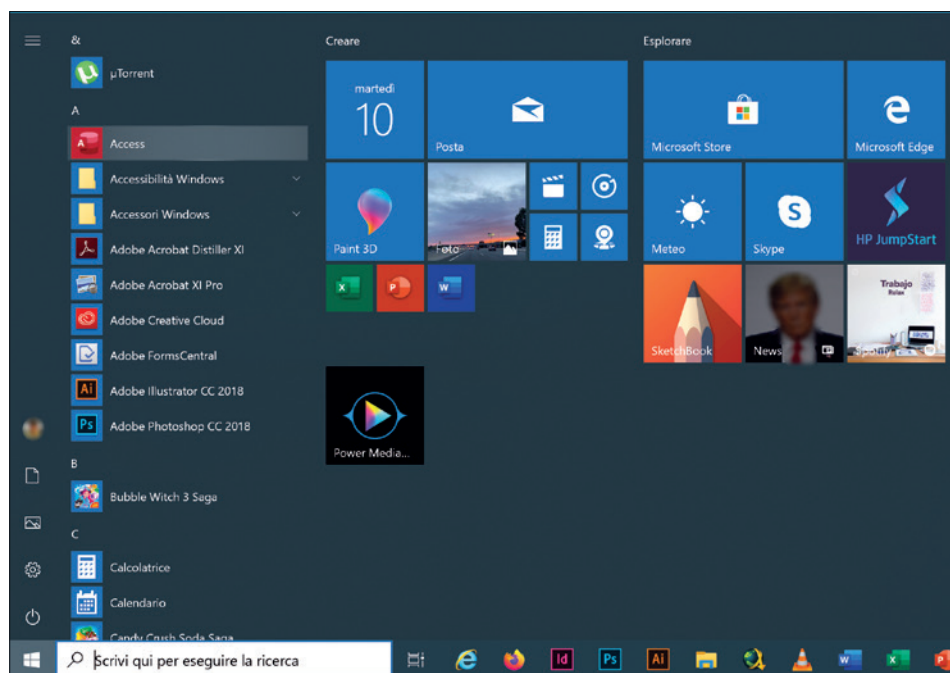 &
µTorrent
A
Access
Accessibilità Windows
Accessori Windows
Adobe Acrobat Distiller XI
Adobe Acrobat XI Pro
Adobe Creative Cloud
Adobe FormsCentral
Adobe Illustrator CC 2018
Adobe Photoshop CC 2018
B
Bubble Witch 3 Saga
C
Calcolatrice
Calendario
Candy Crush Soda Saga
Creare
martedì
10
Posta
Paint 3D
Foto
Power Media...
Esplorare
Microsoft Store
Microsoft Edge
Meteo
Skype
HP JumpStart
SketchBook
News
Trabajo
Relax
Spotify
Scrivi qui per eseguire la ricerca